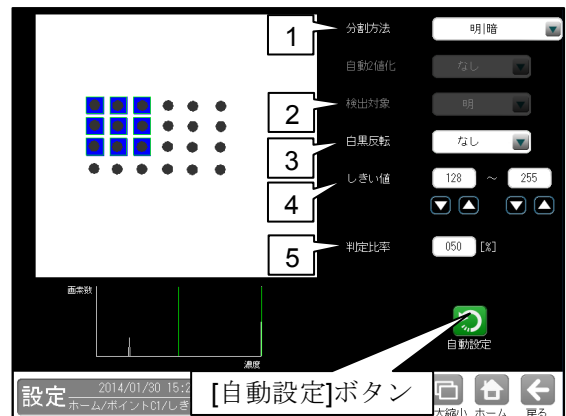 1 分割方法 明|暗
自動2値化 なし
2 検出対象 明
3 白黒反転 なし
4 しきい値 128 ～ 255
5 判定比率 050 [%]
画素数
濃度
自動設定
[自動設定]ボタン
設定 2014/01/30 15:2
ホーム/ポイントC1/しき
大縮小 ホーム 戻る